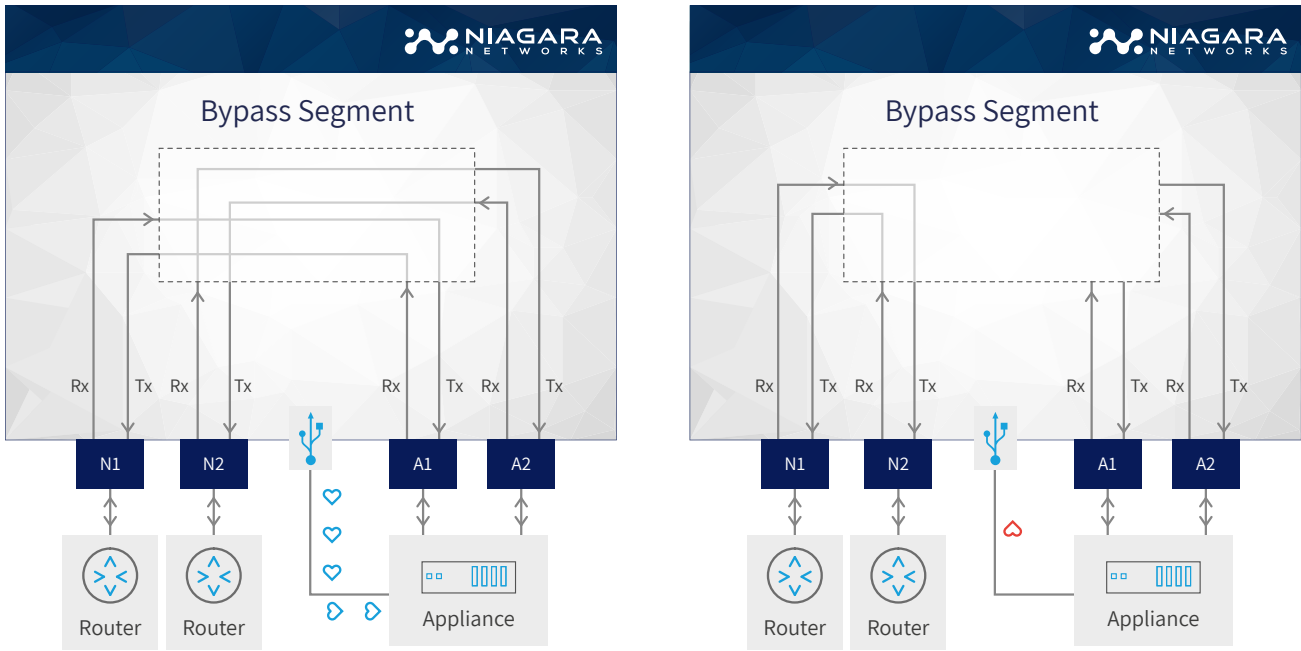 NIAGARA
NETWORKS
Bypass Segment
Rx Tx Rx Tx Rx Tx Rx Tx
N1 N2 A1 A2
Router Router Appliance
NIAGARA
NETWORKS
Bypass Segment
Rx Tx Rx Tx Rx Tx Rx Tx
N1 N2 A1 A2
Router Router Appliance